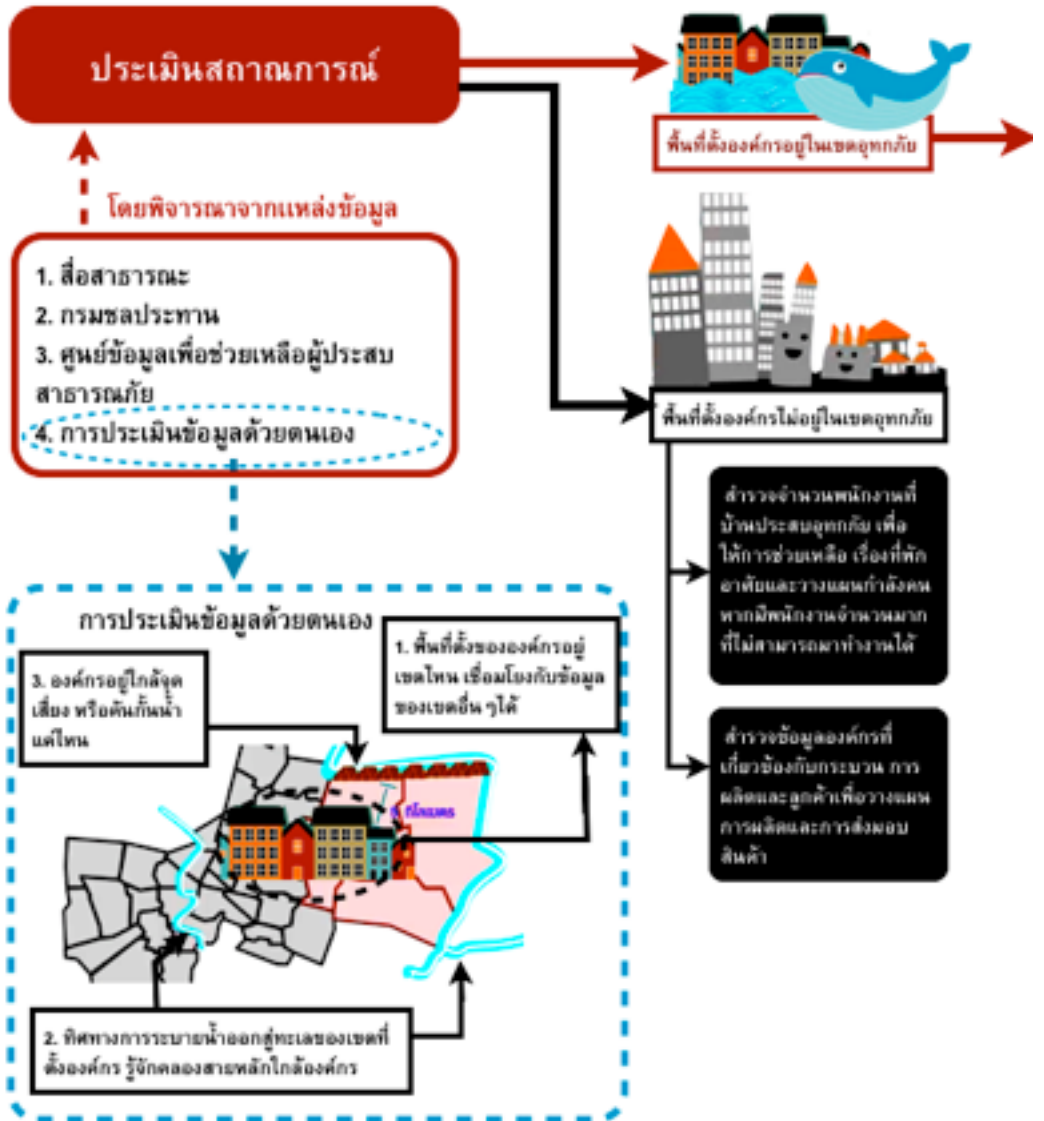 ประเมินสถาณการณ์
พื้นที่ตั้งองค์กรอยู่ในเขตอุทกภัย
โดยพิจารณาจากแหล่งข้อมูล
1. สื่อสาธารณะ
2. กรมชลประทาน
3. ศูนย์ข้อมูลเพื่อช่วยเหลือผู้ประสบ
สาธารณภัย
4. การประเมินข้อมูลด้วยตนเอง
พื้นที่ตั้งองค์กรไม่อยู่ในเขตอุทกภัย
สำรวจจำนวนพนักงานที่
บ้านประสบอุทกภัย เพื่อ
ให้การช่วยเหลือ เรื่องที่พัก
อาศัยและวางแผนกำลังคน
หากมีพนักงานจำนวนมาก
ที่ไม่สามารถมาทำงานได้
สำรวจข้อมูลองค์กรที่
เกี่ยวข้องกับกระบวน การ
ผลิตและลูกค้าเพื่อวางแผน
การผลิตและการส่งมอบ
สินค้า
การประเมินข้อมูลด้วยตนเอง
1. พื้นที่ตั้งขององค์กรอยู่
เขตไหน เชื่อมโยงกับข้อมูล
ของเขตอื่น ๆได้
3. องค์กรอยู่ใกล้จุด
เสี่ยง หรือคันกั้นน้ำ
แค่ไหน
กิโลเมตร
2. ทิศทางการระบายน้ำออกสู่ทะเลของเขตที่
ตั้งองค์กร รู้จักคลองสายหลักใกล้องค์กร